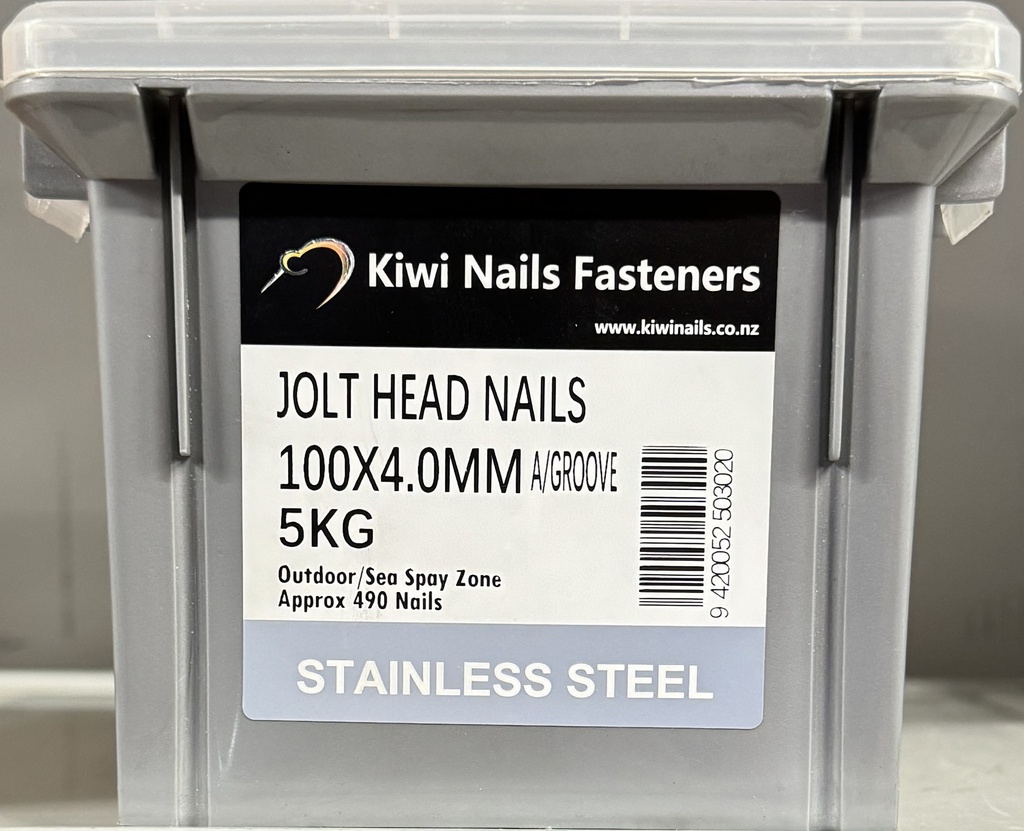 Kiwi Nails Fasteners
www.kiwinails.co.nz
JOLT HEAD NAILS
100X4.0MM A/GROOVE
5KG
Outdoor/Sea Spay Zone
Approx 490 Nails
9 420052 503020
STAINLESS STEEL